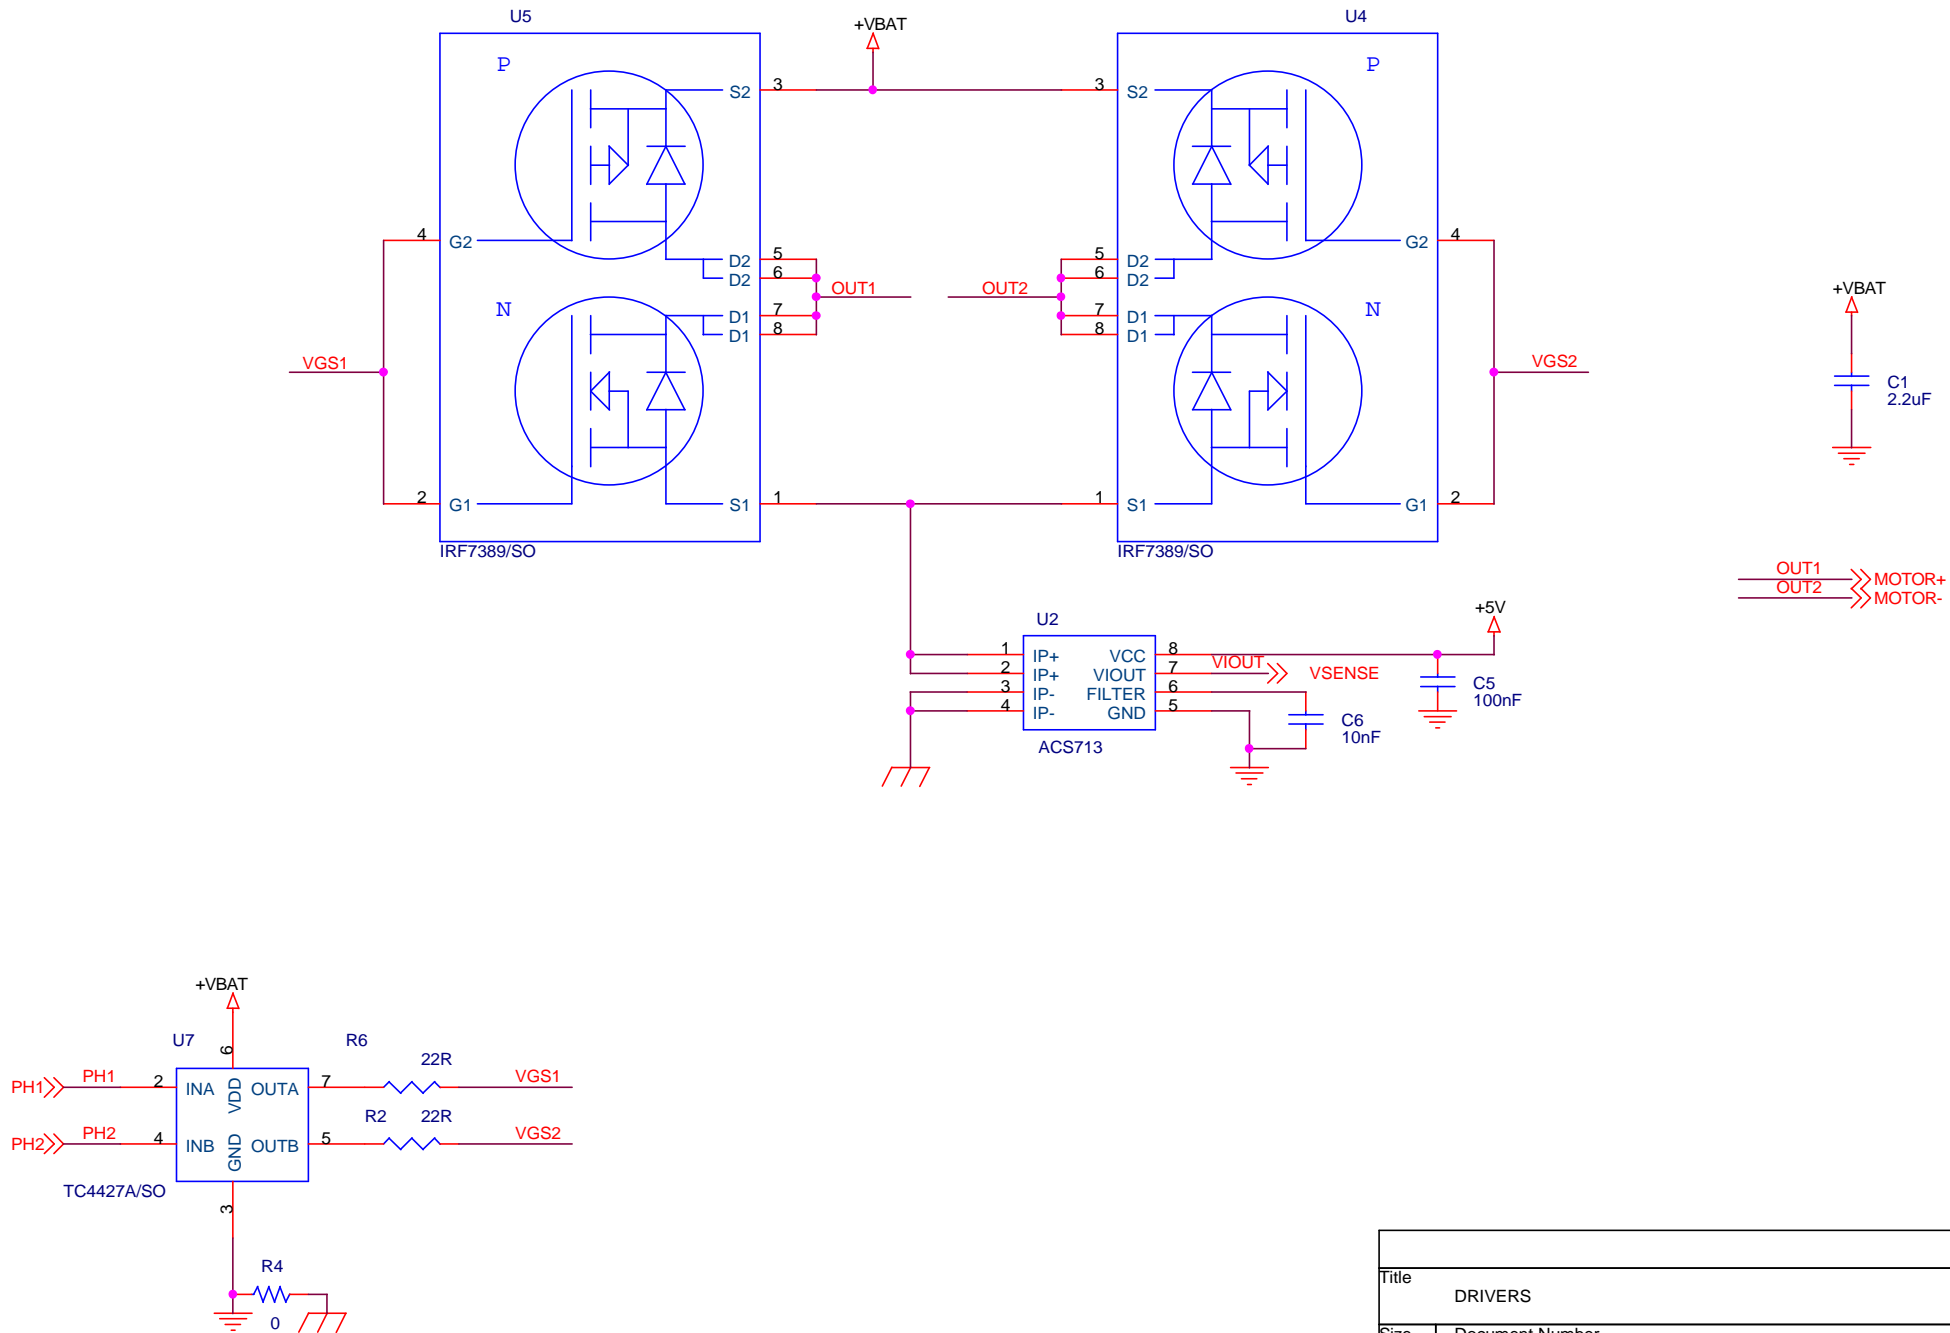 U5
+VBAT
U4
P
P
S2
3
3
S2
4
G2
G2
4
D2
5
5
D2
D2
6
6
D2
OUT1
OUT2
N
N
D1
7
7
D1
D1
8
8
D1
VGS1
VGS2
+VBAT
C1
2.2uF
2
G1
S1
1
1
S1
G1
2
IRF7389/SO
IRF7389/SO
OUT1
MOTOR+
OUT2
MOTOR-
+5V
U2
1
IP+
VCC
8
2
IP+
VIOUT
7
VIOUT
VSENSE
3
IP-
FILTER
6
4
IP-
GND
5
C5
100nF
C6
10nF
ACS713
+VBAT
U7
6
R6
22R
PH1
PH1
2
INA
VDD
OUTA
7
VGS1
R2
22R
PH2
PH2
4
INB
GND
OUTB
5
VGS2
TC4427A/SO
3
R4
0
Title
DRIVERS
Size
Document Number